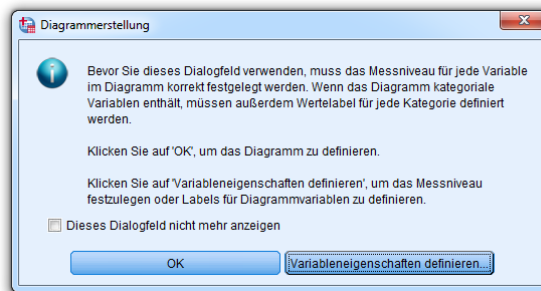 Diagrammerstellung
Bevor Sie dieses Dialogfeld verwenden, muss das Messniveau für jede Variable
im Diagramm korrekt festgelegt werden. Wenn das Diagramm kategoriale
Variablen enthält, müssen außerdem Wertelabel für jede Kategorie definiert
werden.
Klicken Sie auf 'OK', um das Diagramm zu definieren.
Klicken Sie auf 'Variableneigenschaften definieren', um das Messniveau
festzulegen oder Labels für Diagrammvariablen zu definieren.
Dieses Dialogfeld nicht mehr anzeigen
OK
Variableneigenschaften definieren...